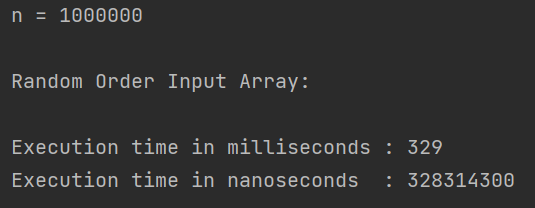 n = 1000000
Random Order Input Array:
Execution time in milliseconds : 329
Execution time in nanoseconds  : 328314300